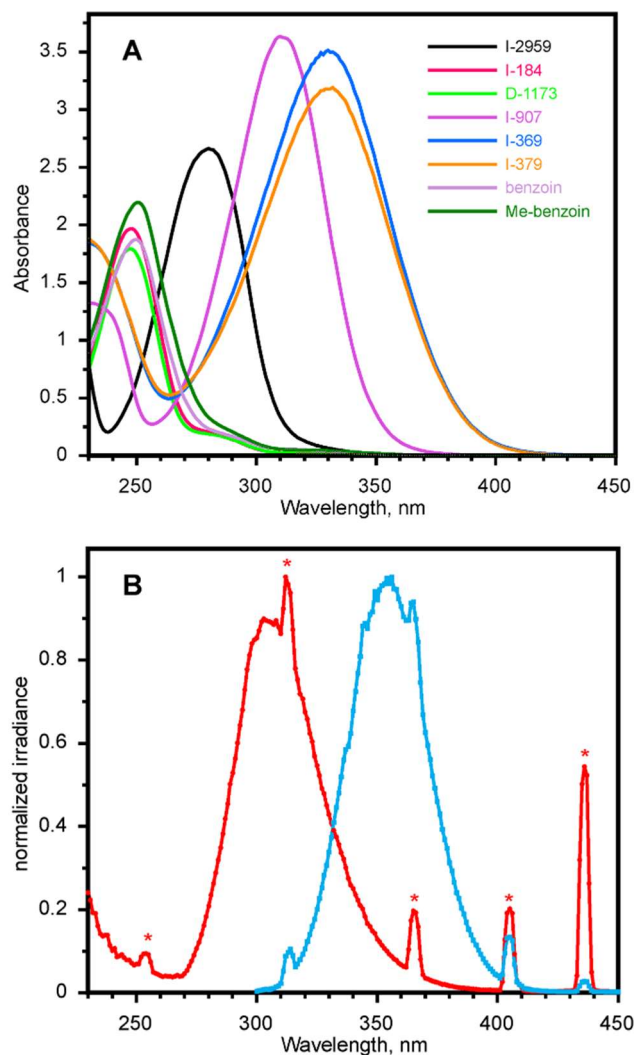 A
I-2959
I-184
D-1173
I-907
I-369
I-379
benzoin
Me-benzoin
3.5
3
2.5
2
1.5
1
0.5
0
Absorbance
250 300 350 400 450
Wavelength, nm
B
* * * * *
1
0.8
0.6
0.4
0.2
0
normalized irradiance
250 300 350 400 450
Wavelength, nm